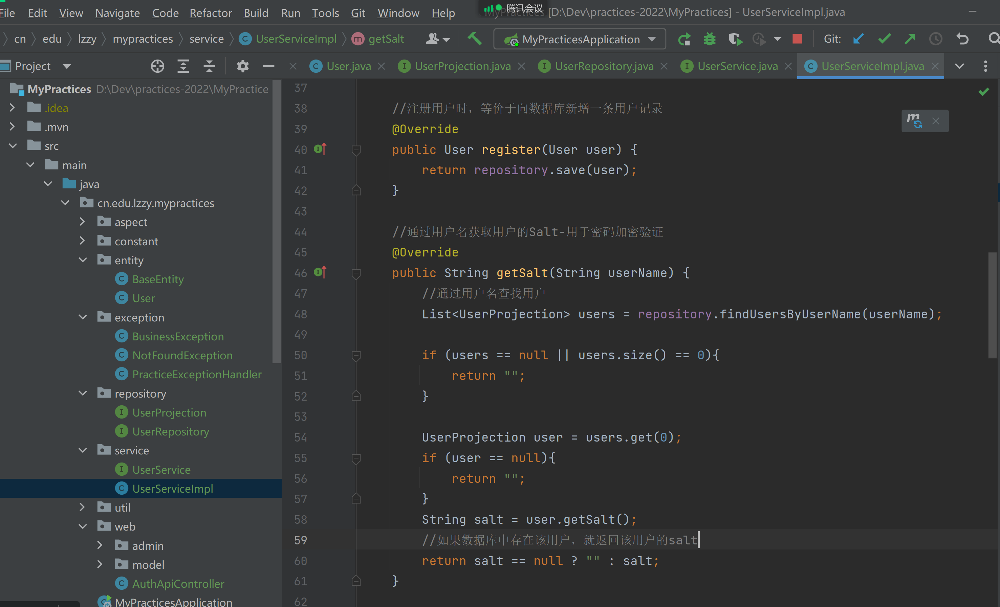 File Edit View Navigate Code Refactor Build Run Tools Git Window Help
腾讯会议
MyPractices [D:\Dev\practices-2022\MyPractices] - UserServiceImpl.java
cn edu lzzy mypractices service UserServiceImpl getSalt
MyPracticesApplication
Git:
Project
User.java UserProjection.java UserRepository.java UserService.java UserServiceImpl.java
MyPractices D:\Dev\practices-2022\MyPractice
.idea
.mvn
src
main
java
cn.edu.lzzy.mypractices
aspect
constant
entity
BaseEntity
User
exception
BusinessException
NotFoundException
PracticeExceptionHandler
repository
UserProjection
UserRepository
service
UserService
UserServiceImpl
util
web
admin
model
AuthApiController
MyPracticesApplication
37
38 //注册用户时，等价于向数据库新增一条用户记录
39 @Override
40 public User register(User user) {
41 return repository.save(user);
42 }
43
44 //通过用户名获取用户的Salt-用于密码加密验证
45 @Override
46 public String getSalt(String userName) {
47 //通过用户名查找用户
48 List<UserProjection> users = repository.findUsersByUserName(userName);
49
50 if (users == null || users.size() == 0){
51 return "";
52 }
53
54 UserProjection user = users.get(0);
55 if (user == null){
56 return "";
57 }
58 String salt = user.getSalt();
59 //如果数据库中存在该用户，就返回该用户的salt
60 return salt == null ? "" : salt;
61 }
62